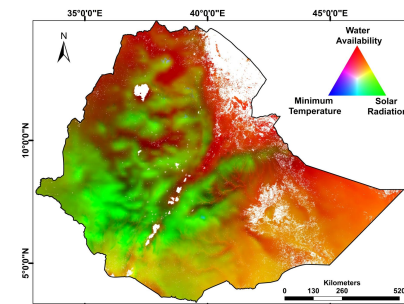 35°0'0"E 40°0'0"E 45°0'0"E
N
Water
Availability
Minimum
Temperature
Solar
Radiation
10°0'0"N
5°0'0"N
Kilometers
0 130 260 520